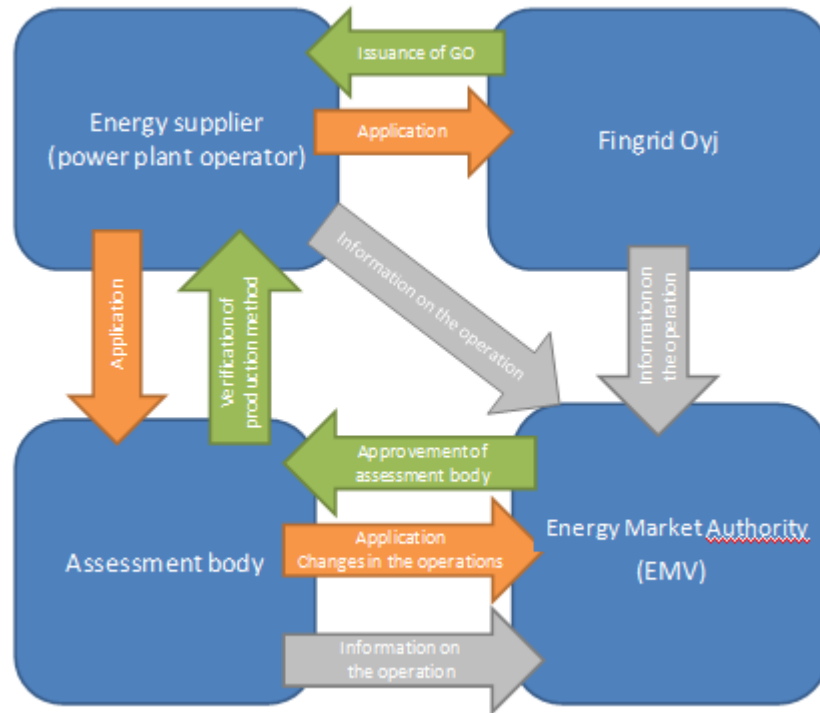 Issuance of GO
Energy supplier
(power plant operator)
Application
Fingrid Oyj
Information on the operation
Application
Verification of
production method
Information on
the operation
Approvement of
assessment body
Assessment body
Application
Changes in the operations
Energy Market Authority
(EMV)
Information on
the operation